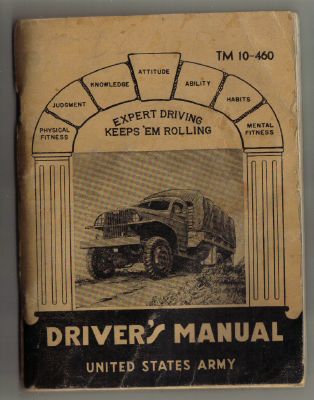 TM 10-460
ATTITUDE
KNOWLEDGE
ABILITY
JUDGMENT
HABITS
PHYSICAL
FITNESS
MENTAL
FITNESS
EXPERT DRIVING
KEEPS 'EM ROLLING
DRIVER'S MANUAL
UNITED STATES ARMY